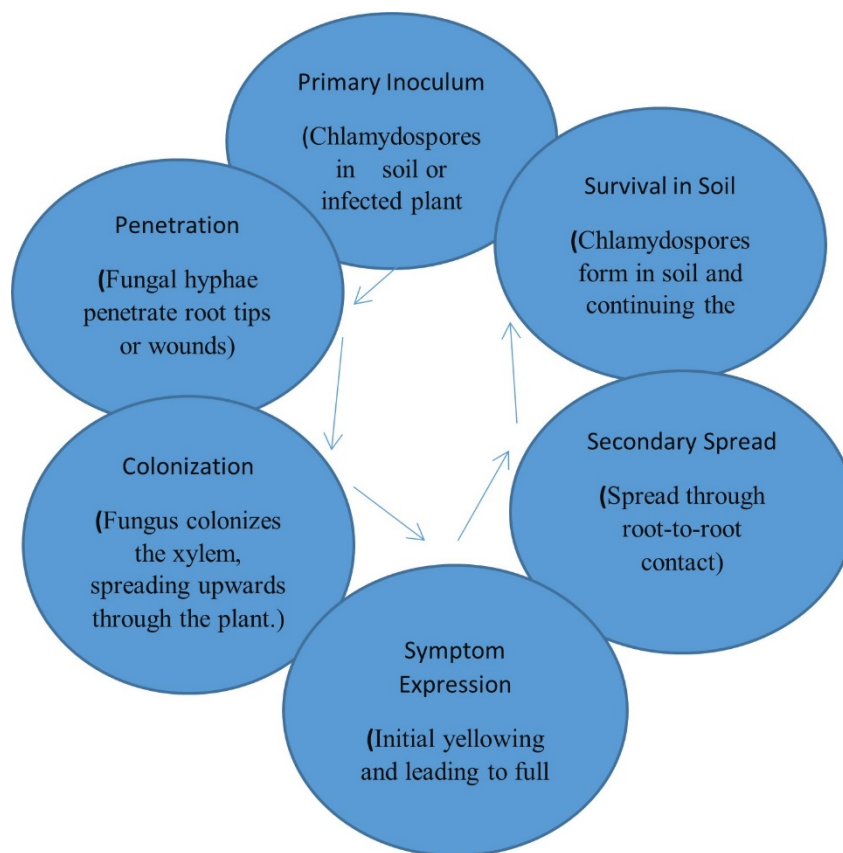 Primary Inoculum
(Chlamydospores
in soil or
infected plant
Penetration
(Fungal hyphae
penetrate root tips
or wounds)
Colonization
(Fungus colonizes
the xylem,
spreading upwards
through the plant.)
Symptom
Expression
(Initial yellowing
and leading to full
Secondary Spread
(Spread through
root-to-root
contact)
Survival in Soil
(Chlamydospores
form in soil and
continuing the